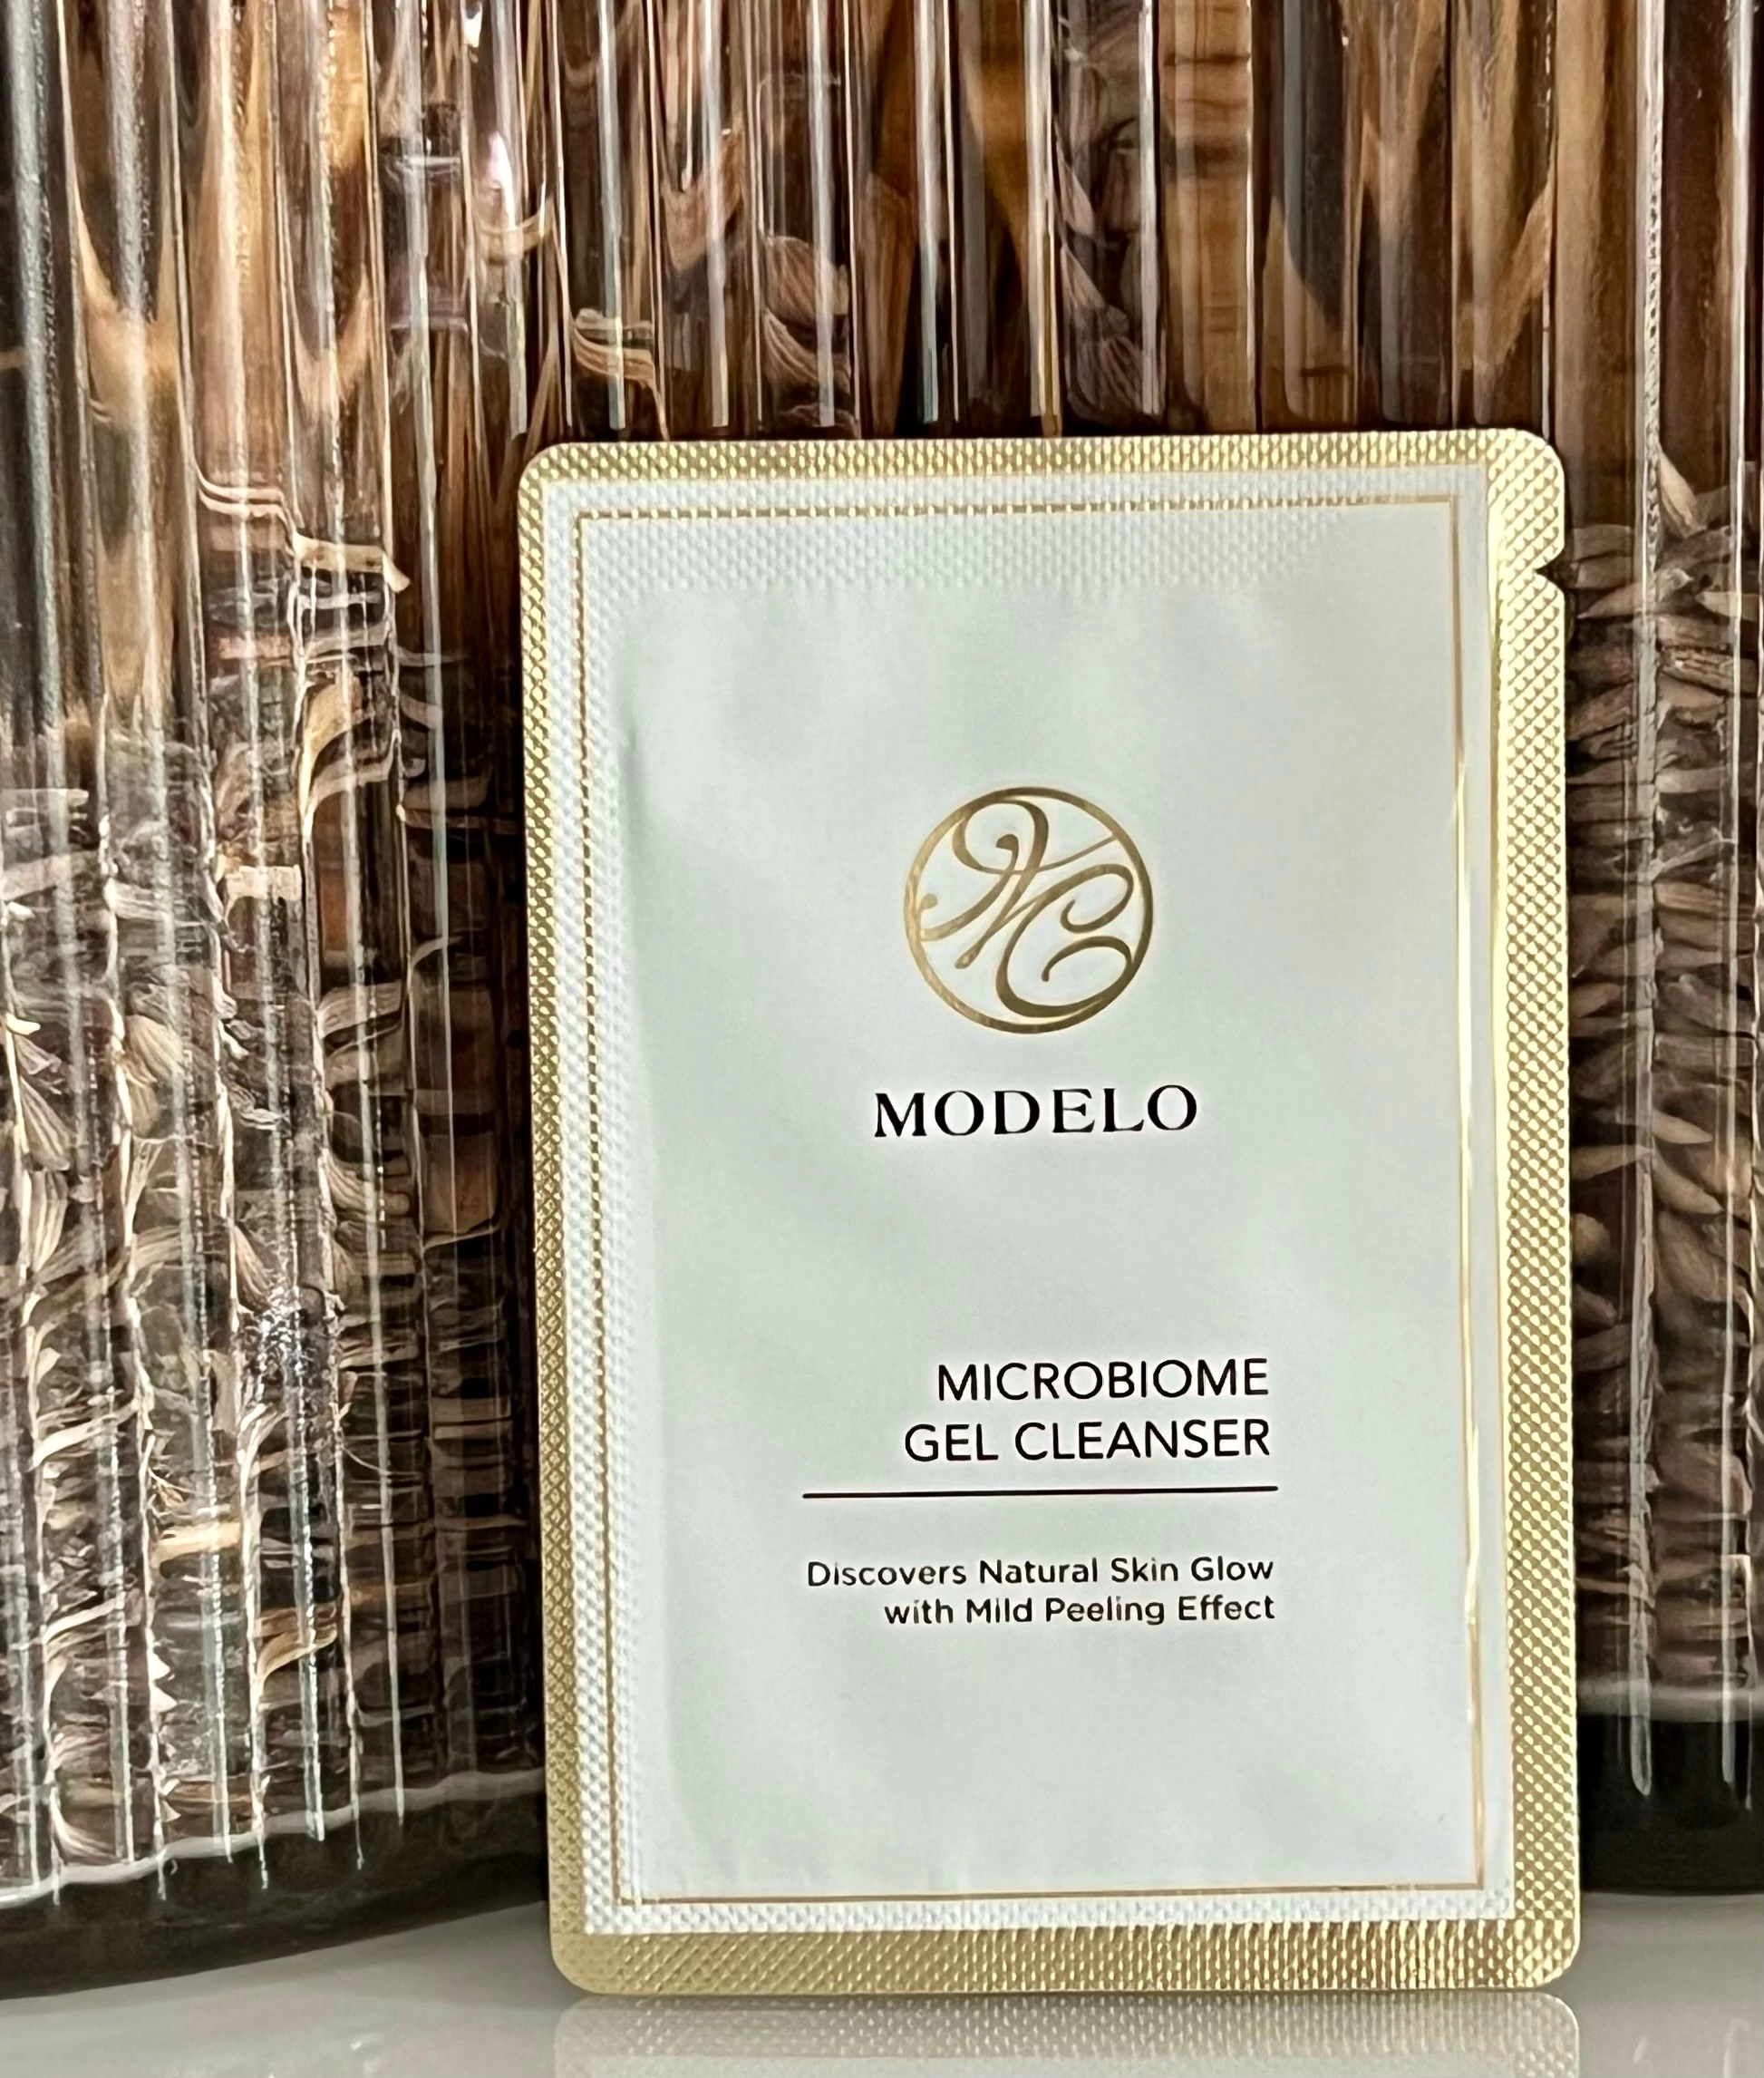 MODELO
MICROBIOME
GEL CLEANSER
Discovers Natural Skin Glow
with Mild Peeling Effect